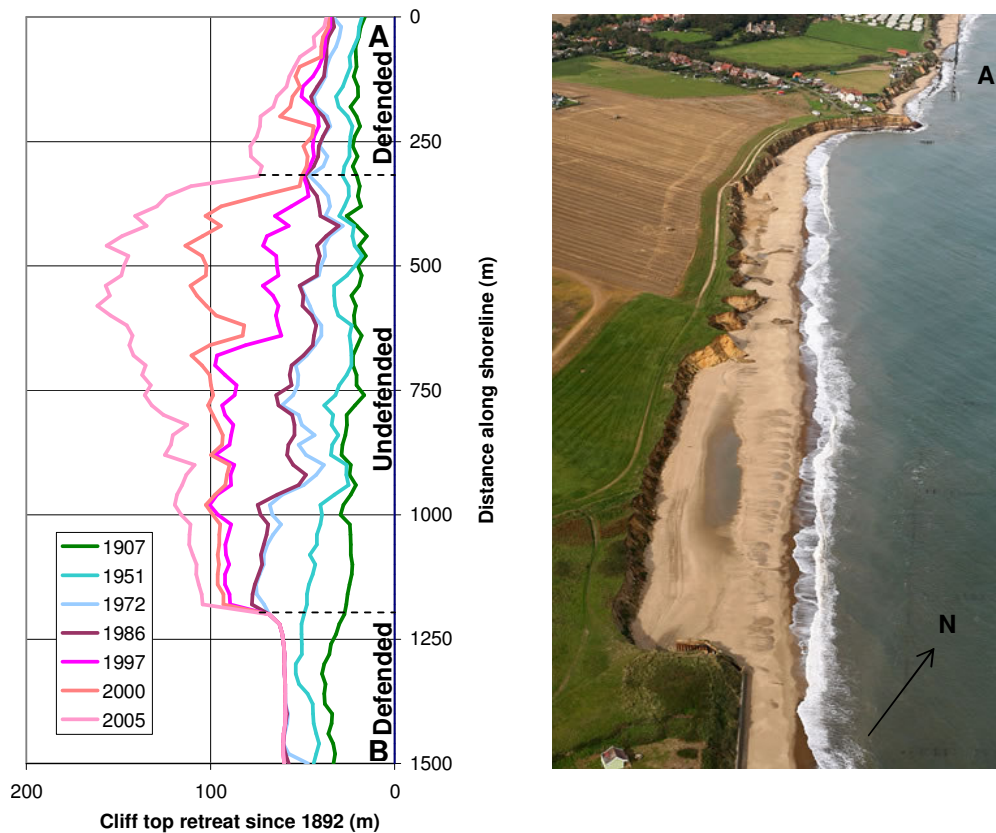 0
A
Defended
250
500
Undefended
750
Distance along shoreline (m)
1000
1907
1951
1972
1986
1997
2000
2005
1250
Defended
B
1500
200
100
0
Cliff top retreat since 1892 (m)
A
N